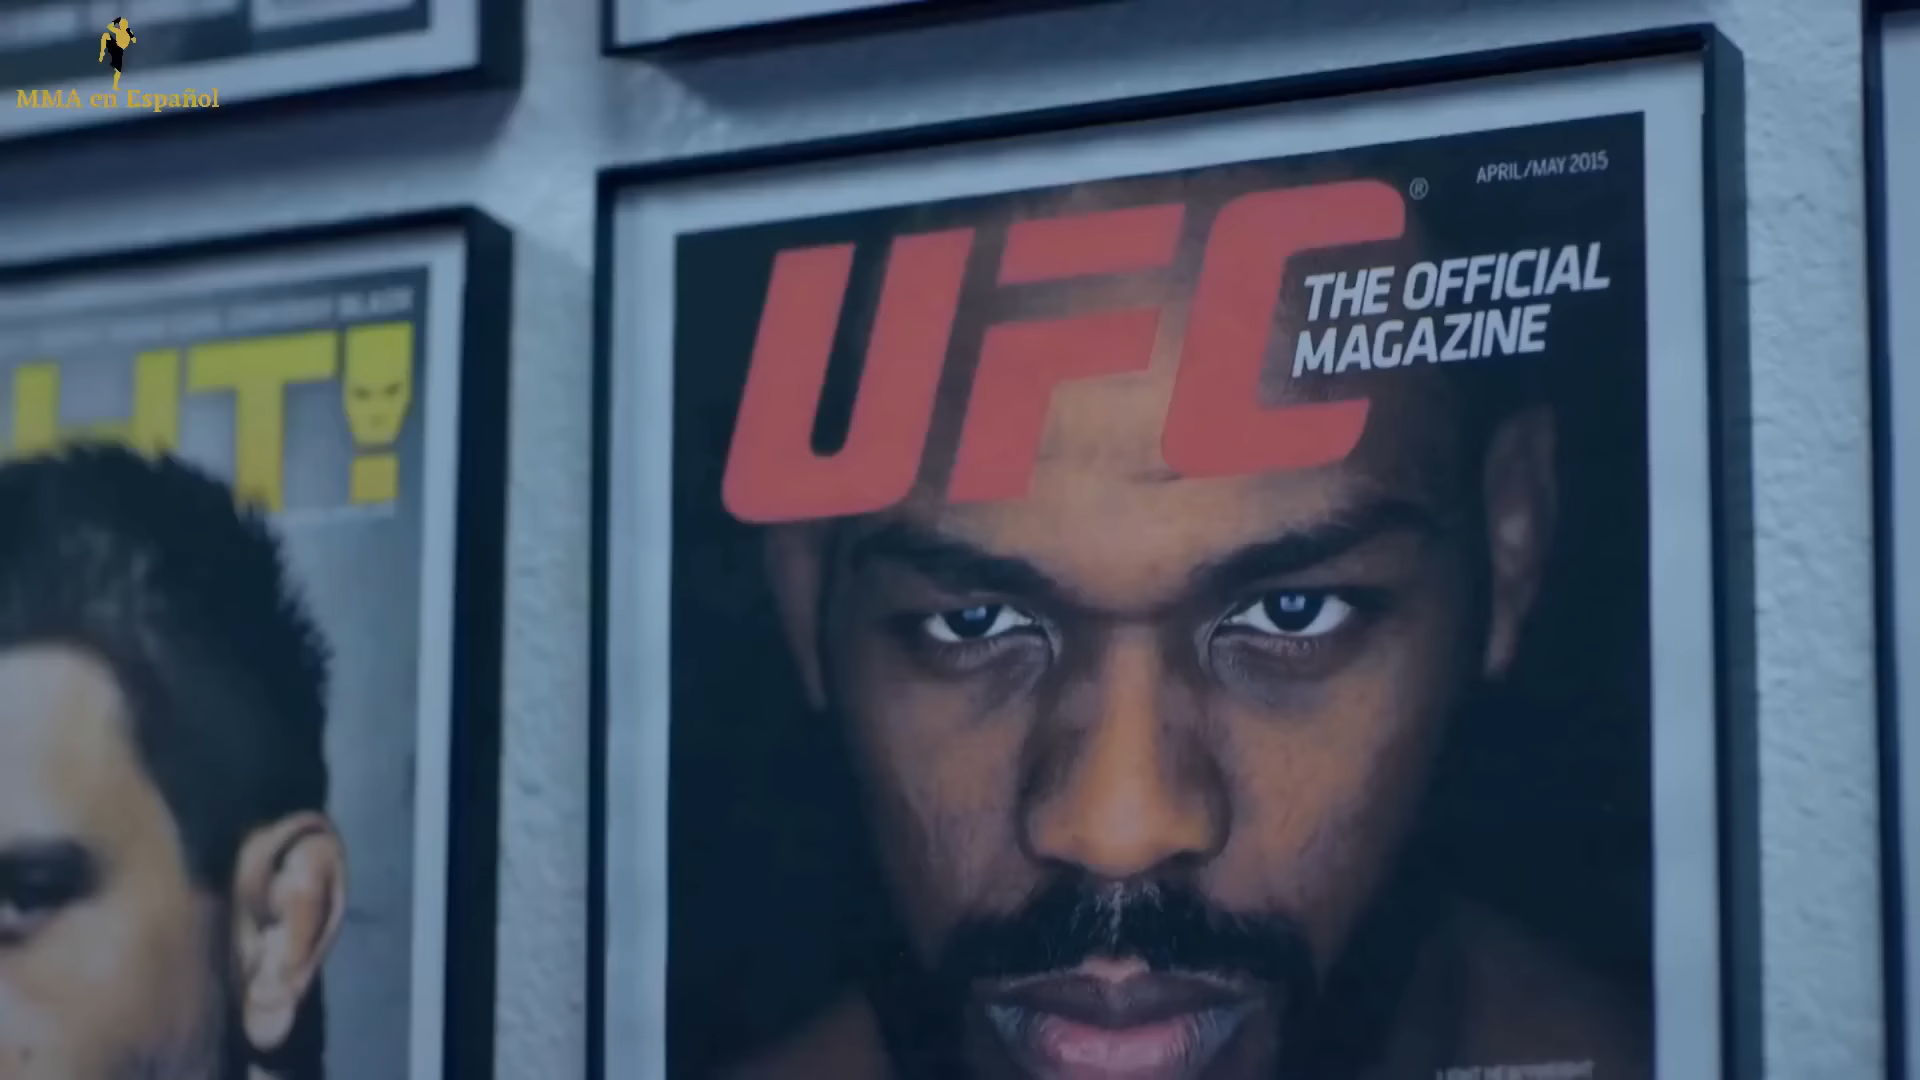 MMA en Español
APRIL/MAY 2015
UFC®
THE OFFICIAL
MAGAZINE
HT!